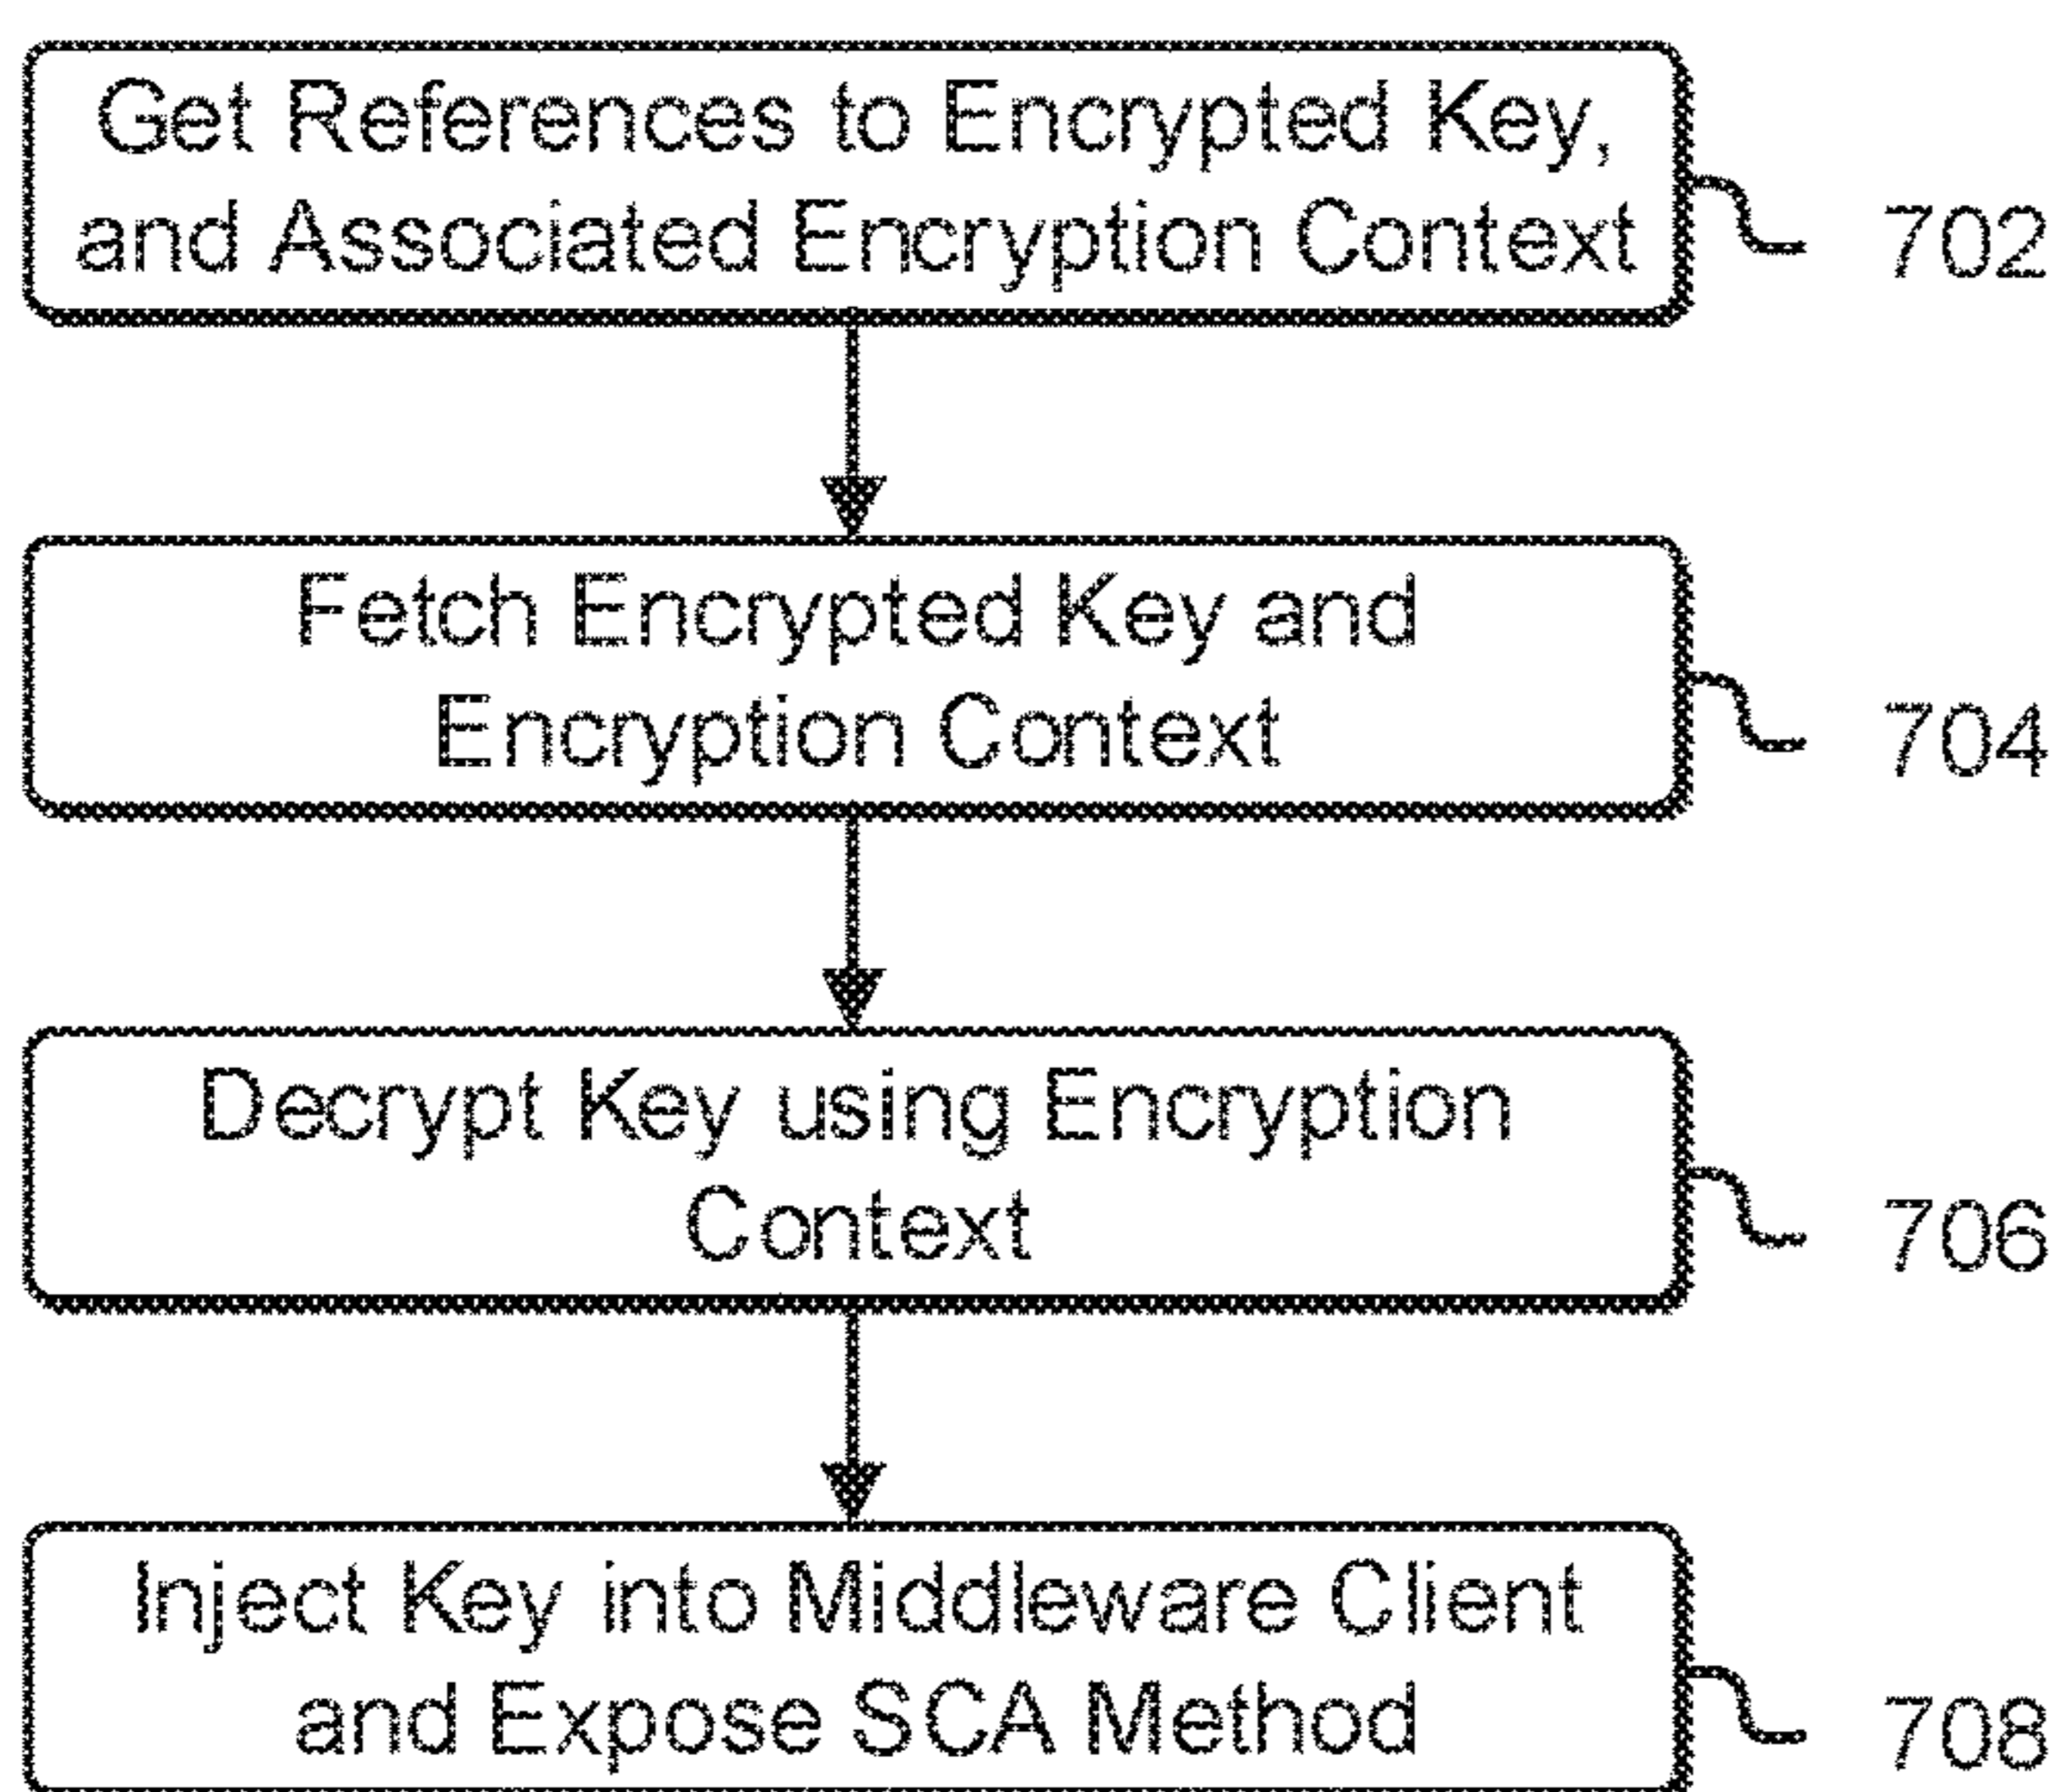 Get References to Encrypted Key,
and Associated Encryption Context
702
Fetch Encrypted Key and
Encryption Context
704
Decrypt Key using Encryption
Context
706
Inject Key into Middleware Client
and Expose SCA Method
708